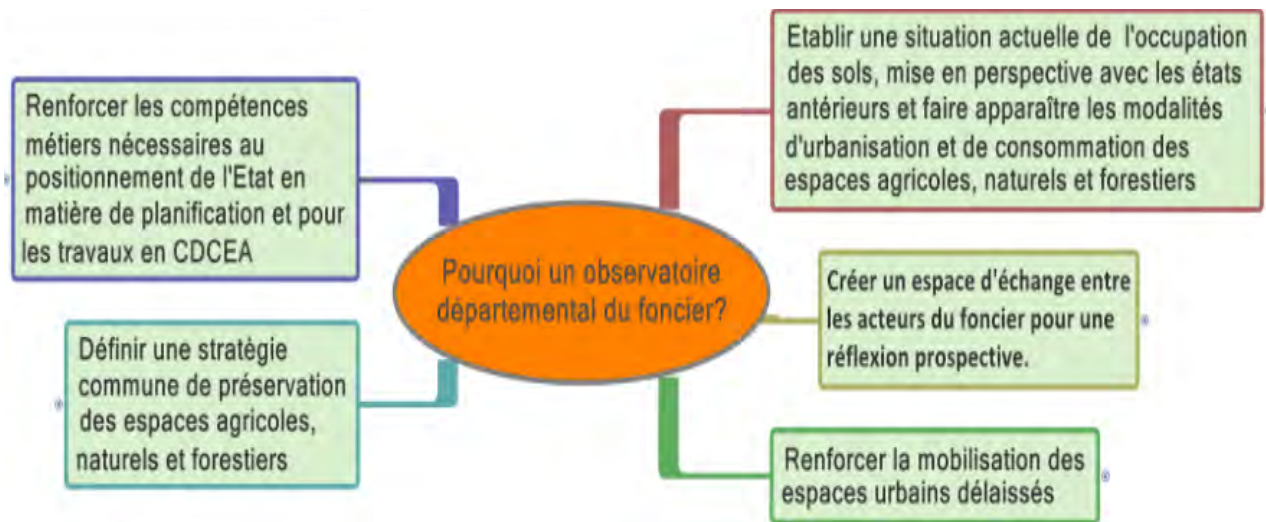 Pourquoi un observatoire
départemental du foncier?
Etablir une situation actuelle de l'occupation
des sols, mise en perspective avec les états
antérieurs et faire apparaître les modalités
d'urbanisation et de consommation des
espaces agricoles, naturels et forestiers
Créer un espace d'échange entre
les acteurs du foncier pour une
réflexion prospective.
Renforcer la mobilisation des
espaces urbains délaissés
Définir une stratègie
commune de préservation
des espaces agricoles,
naturels et forestiers
Renforcer les compétences
métiers nécessaires au
positionnement de l'Etat en
matière de planification et pour
les travaux en CDCEA